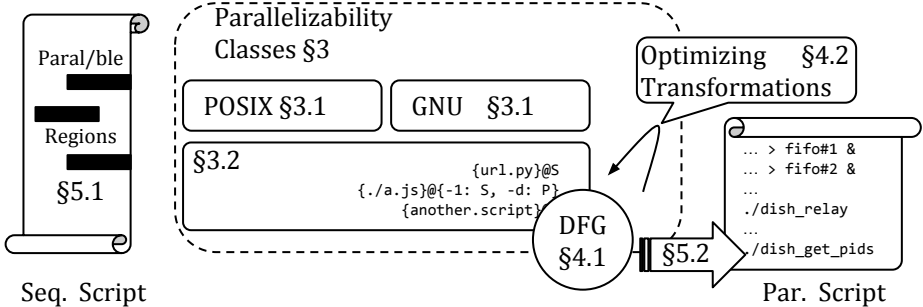 Paral/ble
Regions
§5.1
Seq. Script
Parallelizability
Classes §3
POSIX §3.1
GNU §3.1
§3.2
{url.py}@S
{./a.js}@{-1: S, -d: P}
{another.script}
DFG
§4.1
Optimizing §4.2
Transformations
§5.2
... > fifo#1 &
... > fifo#2 &
...
./dish_relay
...
./dish_get_pids
Par. Script